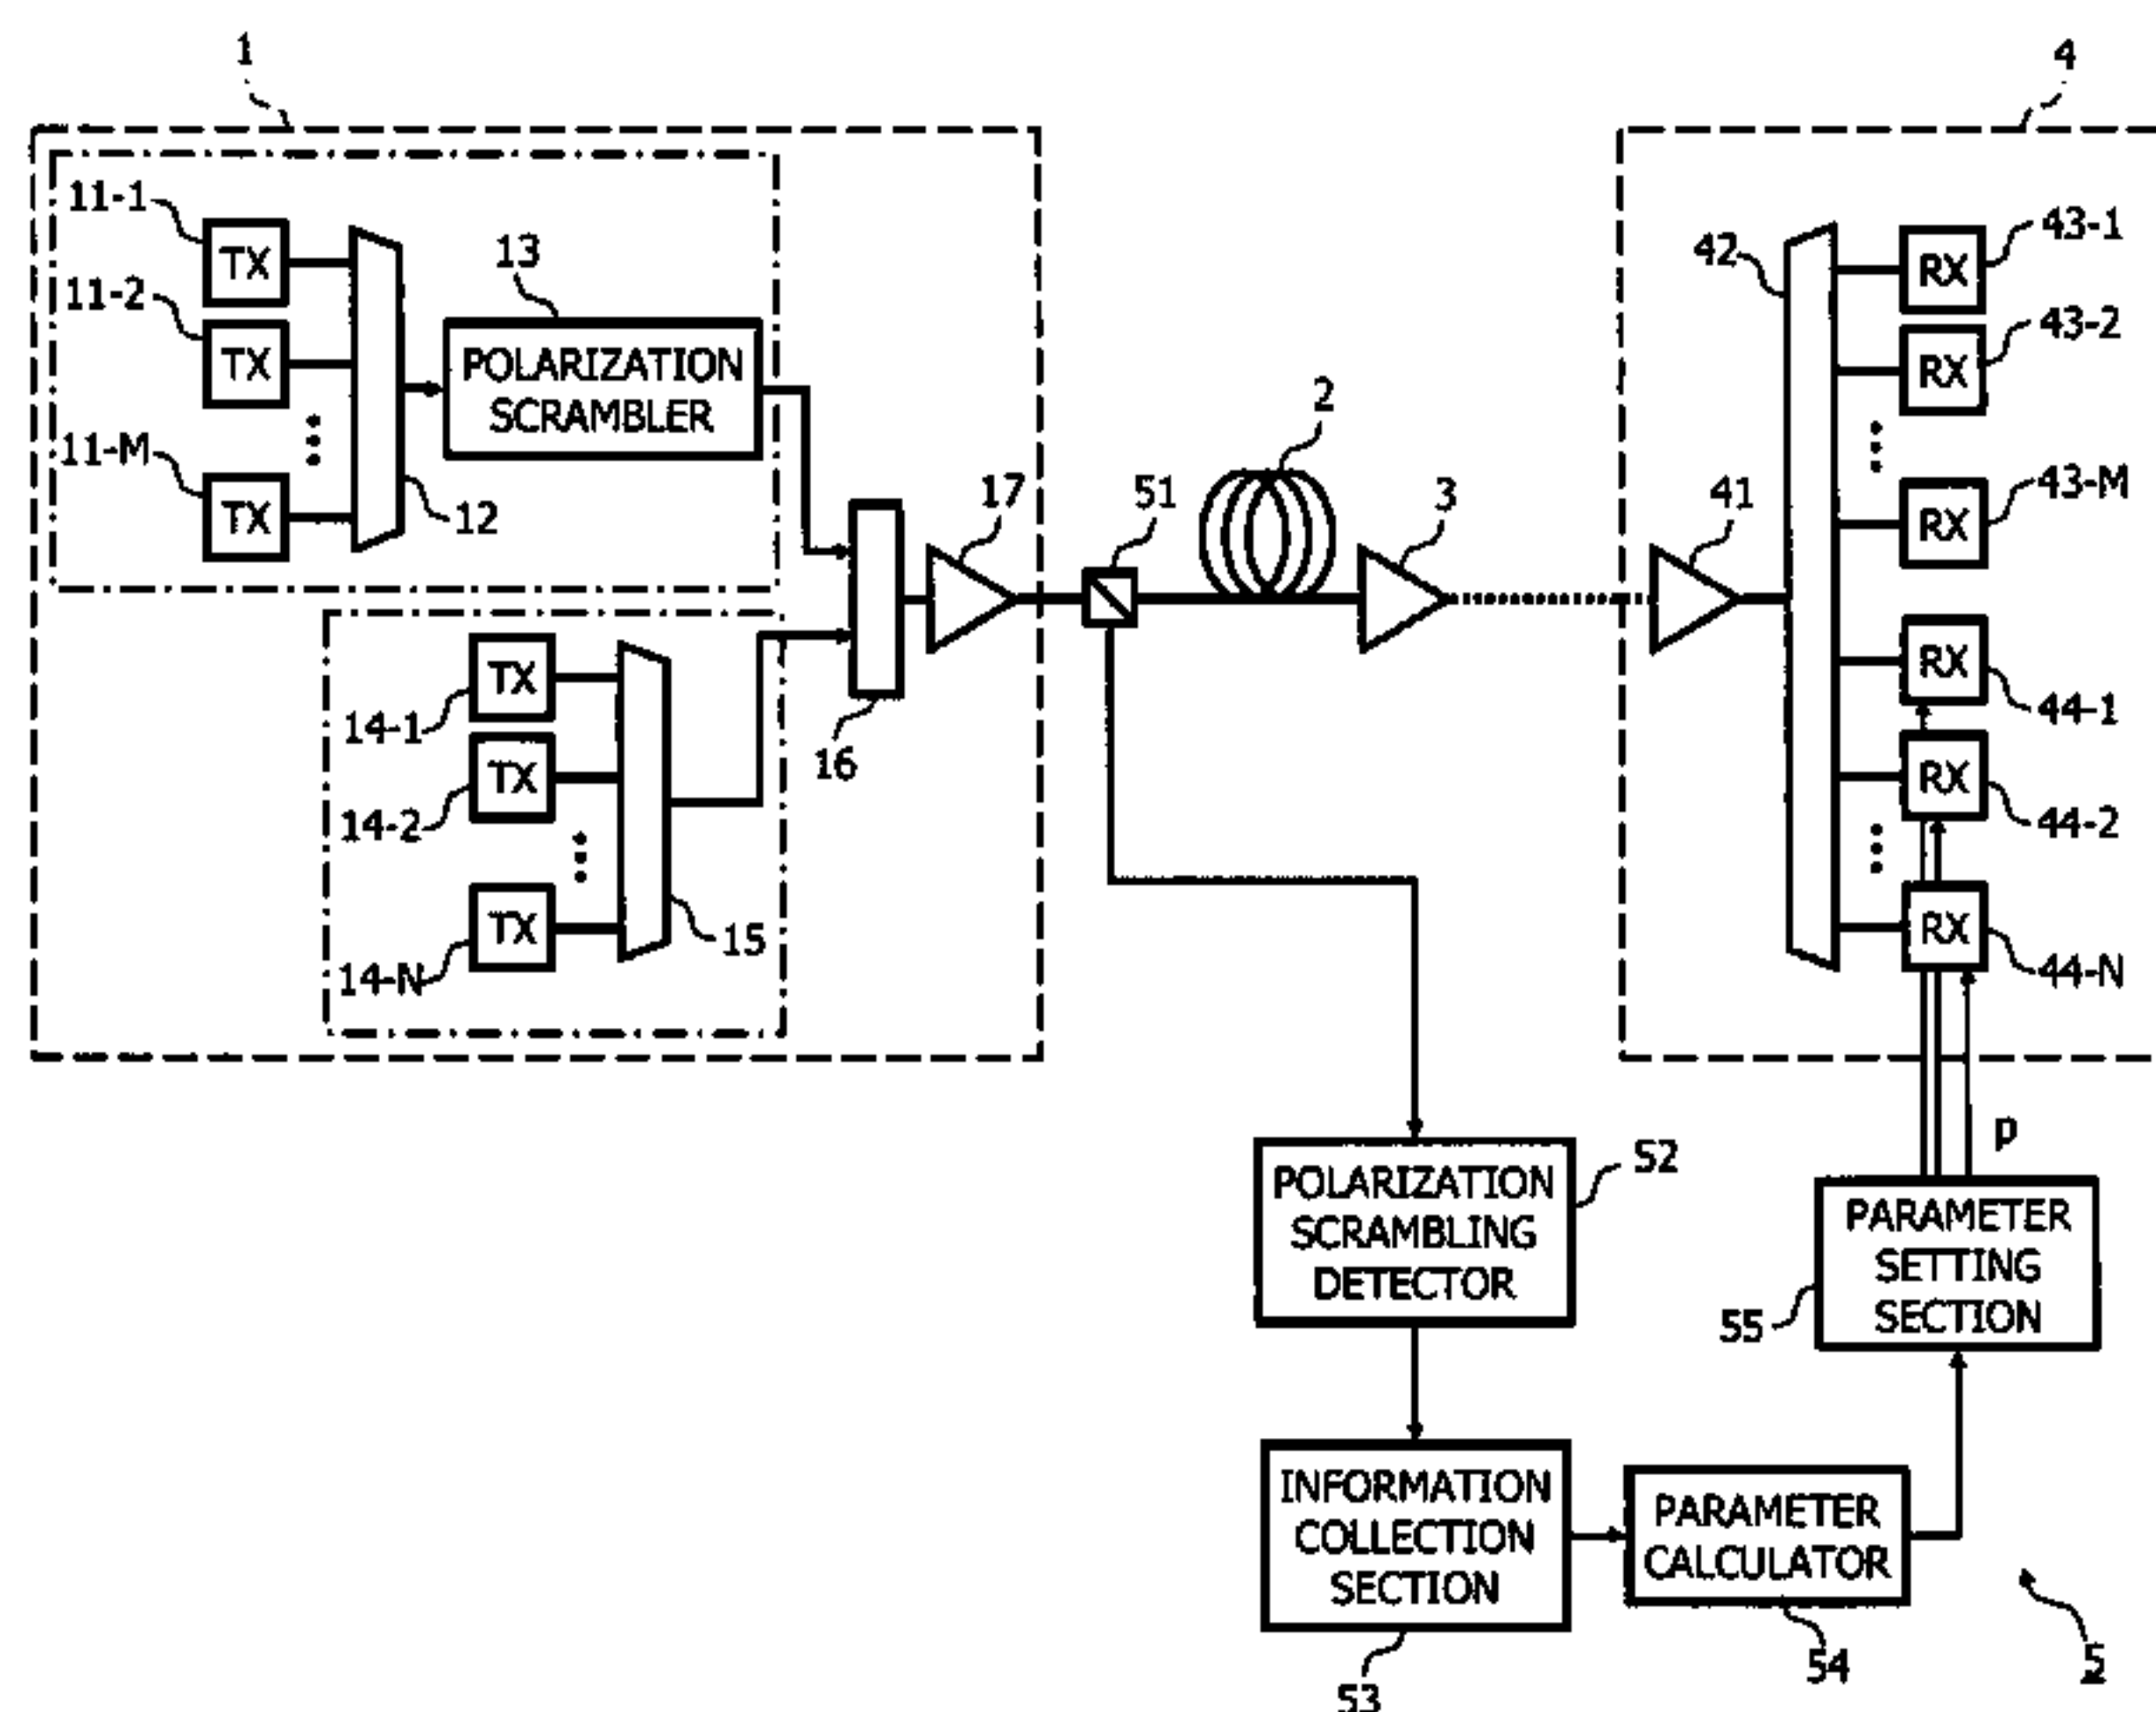 1
4
11-1
TX
11-2
TX
11-M
TX
12
13
POLARIZATION
SCRAMBLER
14-1
TX
14-2
TX
14-N
TX
15
16
17
51
2
3
41
42
RX
43-1
RX
43-2
RX
43-M
RX
44-1
RX
44-2
RX
44-N
POLARIZATION
SCRAMBLING
DETECTOR
52
p
PARAMETER
SETTING
SECTION
55
INFORMATION
COLLECTION
SECTION
53
PARAMETER
CALCULATOR
54
5